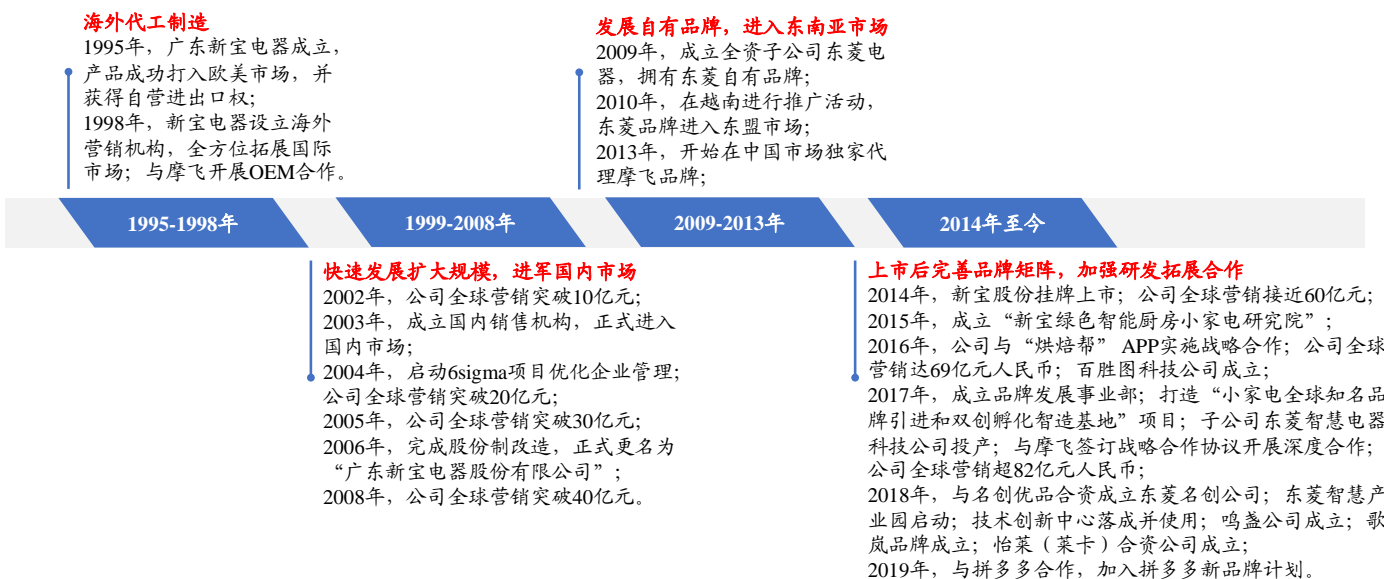 海外代工制造
1995年，广东新宝电器成立，
产品成功打入欧美市场，并
获得自营进出口权；
1998年，新宝电器设立海外
营销机构，全方位拓展国际
市场；与摩飞开展OEM合作。
发展自有品牌，进入东南亚市场
2009年，成立全资子公司东菱电
器，拥有东菱自有品牌；
2010年，在越南进行推广活动，
东菱品牌进入东盟市场；
2013年，开始在中国市场独家代
理摩飞品牌；
1995-1998年
1999-2008年
2009-2013年
2014年至今
快速发展扩大规模，进军国内市场
2002年，公司全球营销突破10亿元；
2003年，成立国内销售机构，正式进入
国内市场；
2004年，启动6sigma项目优化企业管理；
公司全球营销突破20亿元；
2005年，公司全球营销突破30亿元；
2006年，完成股份制改造，正式更名为
“广东新宝电器股份有限公司”；
2008年，公司全球营销突破40亿元。
上市后完善品牌矩阵，加强研发拓展合作
2014年，新宝股份挂牌上市；公司全球营销接近60亿元；
2015年，成立“新宝绿色智能厨房小家电研究院”；
2016年，公司与“烘焙帮” APP实施战略合作；公司全球
营销达69亿元人民币；百胜图科技公司成立；
2017年，成立品牌发展事业部；打造“小家电全球知名品
牌引进和双创孵化智造基地”项目；子公司东菱智慧电器
科技公司投产；与摩飞签订战略合作协议开展深度合作；
公司全球营销超82亿元人民币；
2018年，与名创优品合资成立东菱名创公司；东菱智慧产
业园启动；技术创新中心落成并使用；鸣盏公司成立；歌
岚品牌成立；怡莱（莱卡）合资公司成立；
2019年，与拼多多合作，加入拼多多新品牌计划。